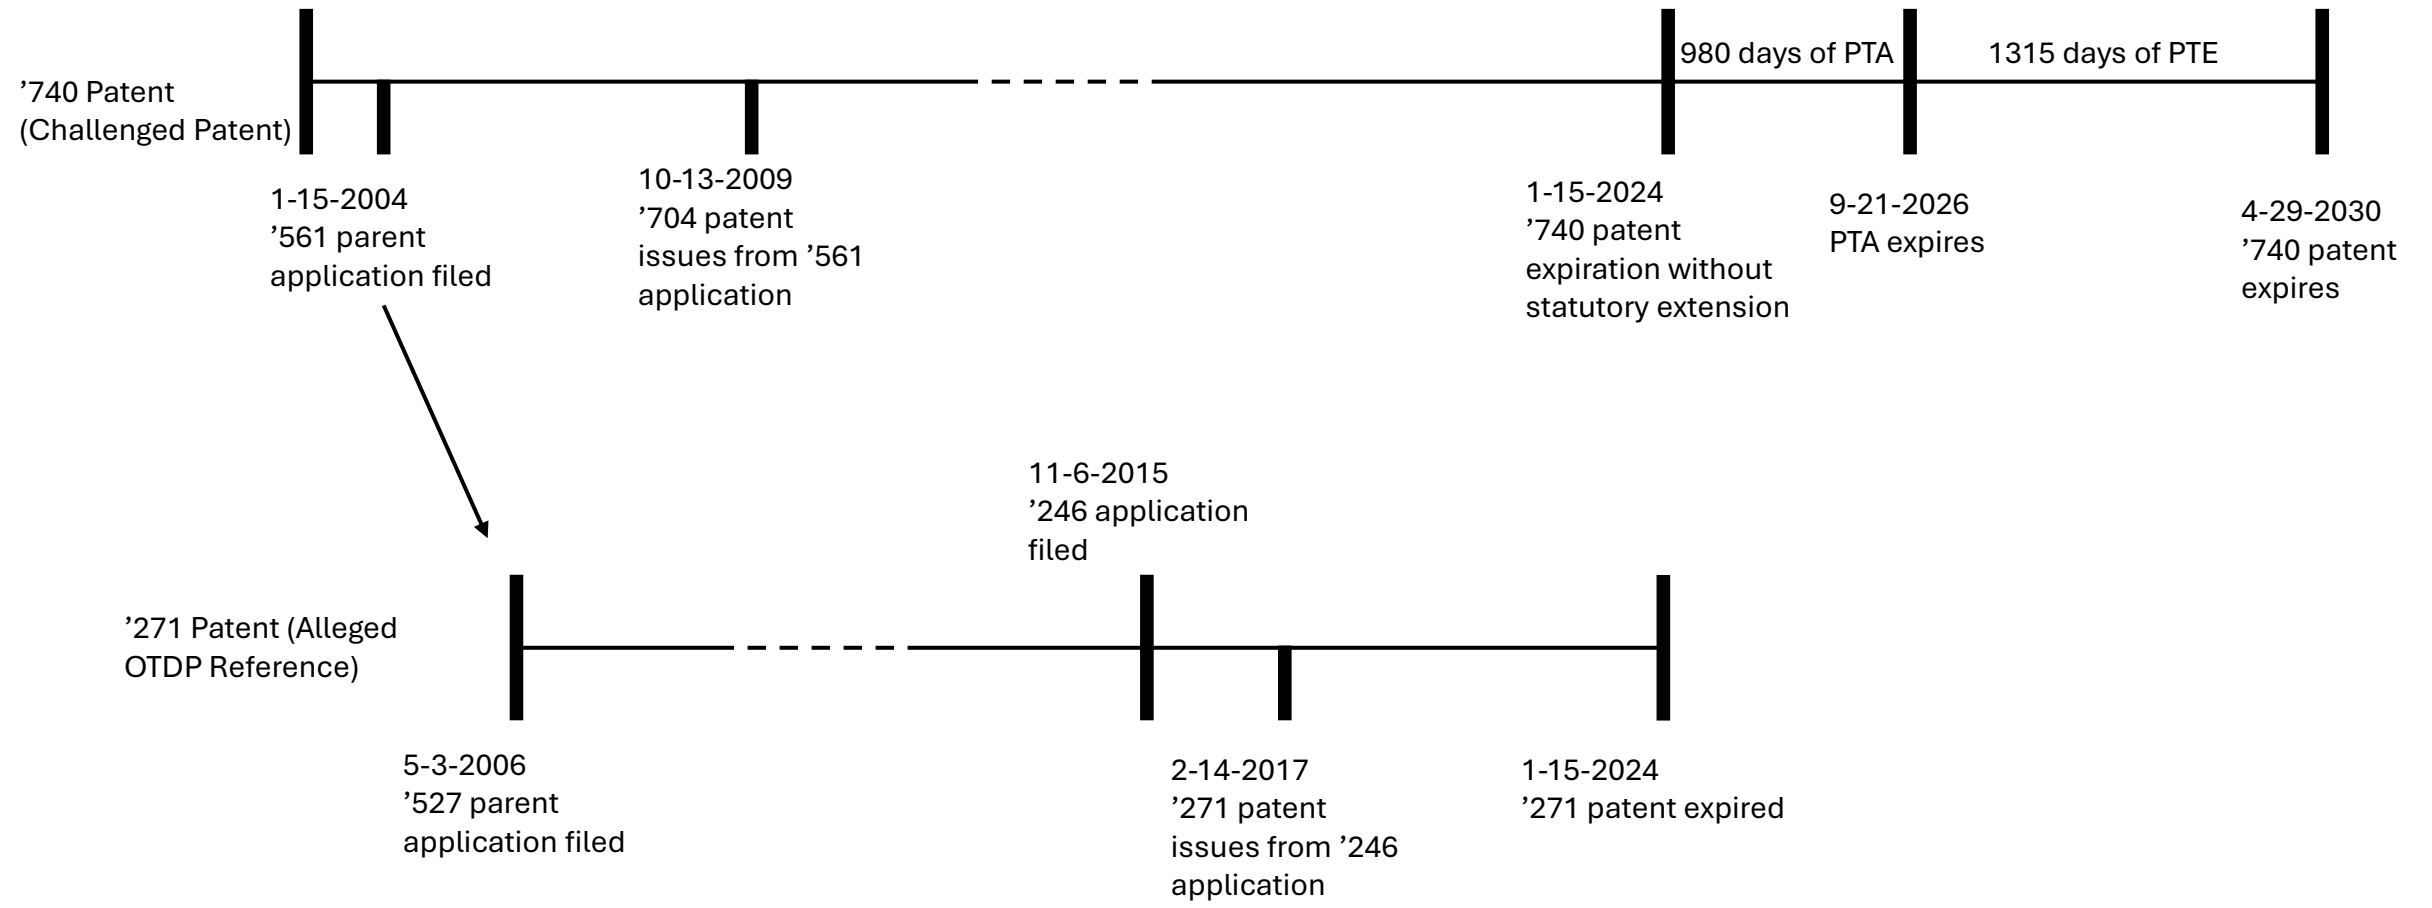 ’740 Patent
(Challenged Patent)
1-15-2004
’561 parent
application filed
10-13-2009
’704 patent
issues from ’561
application
980 days of PTA
1315 days of PTE
1-15-2024
’740 patent
expiration without
statutory extension
9-21-2026
PTA expires
4-29-2030
’740 patent
expires
11-6-2015
’246 application
filed
’271 Patent (Alleged
OTDP Reference)
5-3-2006
’527 parent
application filed
2-14-2017
’271 patent
issues from ’246
application
1-15-2024
’271 patent expired